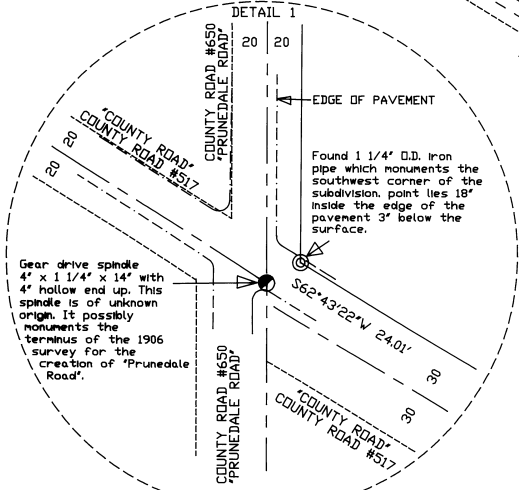 DETAIL 1
20 20
COUNTY ROAD #650
"PRUNEDALE ROAD"
EDGE OF PAVEMENT
"COUNTY ROAD"
COUNTY ROAD #517
20
20
Found 1 1/4" O.D. iron
pipe which monuments the
southwest corner of the
subdivision. point lies 18"
inside the edge of the
pavement 3" below the
surface.
Gear drive spindle
4" x 1 1/4" x 14" with
4" hollow end up. This
spindle is of unknown
origin. It possibly
monuments the
terminus of the 1906
survey for the
creation of "Prunedale
Road".
S62°43'22"W 24.01'
30
30
COUNTY ROAD #650
"PRUNEDALE ROAD"
"COUNTY ROAD"
COUNTY ROAD #517